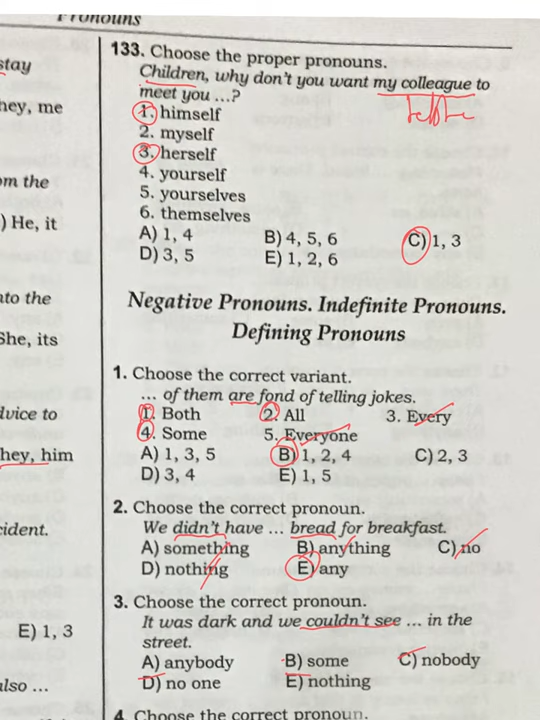 Pronouns
stay
hey, me
om the
) He, it
nto the
She, its
dvice to
hey, him
cident.
E) 1, 3
also ...
133. Choose the proper pronouns.
Children, why don't you want my colleague to
meet you ...?
1. himself
2. myself
3. herself
4. yourself
5. yourselves
6. themselves
A) 1, 4 B) 4, 5, 6 C) 1, 3
D) 3, 5 E) 1, 2, 6
Negative Pronouns. Indefinite Pronouns.
Defining Pronouns
1. Choose the correct variant.
... of them are fond of telling jokes.
1. Both 2. All 3. Every
4. Some 5. Everyone
A) 1, 3, 5 B) 1, 2, 4 C) 2, 3
D) 3, 4 E) 1, 5
2. Choose the correct pronoun.
We didn't have ... bread for breakfast.
A) something B) anything C) no
D) nothing E) any
3. Choose the correct pronoun.
It was dark and we couldn't see ... in the
street.
A) anybody B) some C) nobody
D) no one E) nothing
4. Choose the correct pronoun.